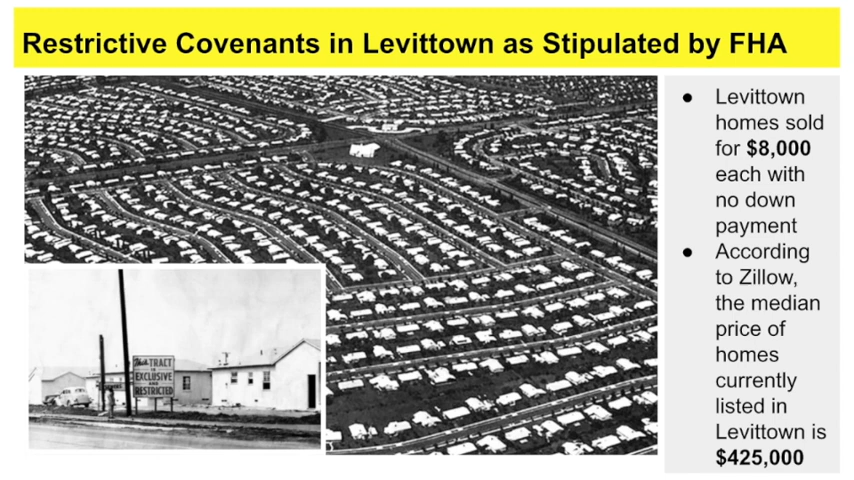 Restrictive Covenants in Levittown as Stipulated by FHA
● Levittown
homes sold
for $8,000
each with
no down
payment
● According
to Zillow,
the median
price of
homes
currently
listed in
Levittown is
$425,000
This TRACT
IS
EXCLUSIVE
AND
RESTRICTED